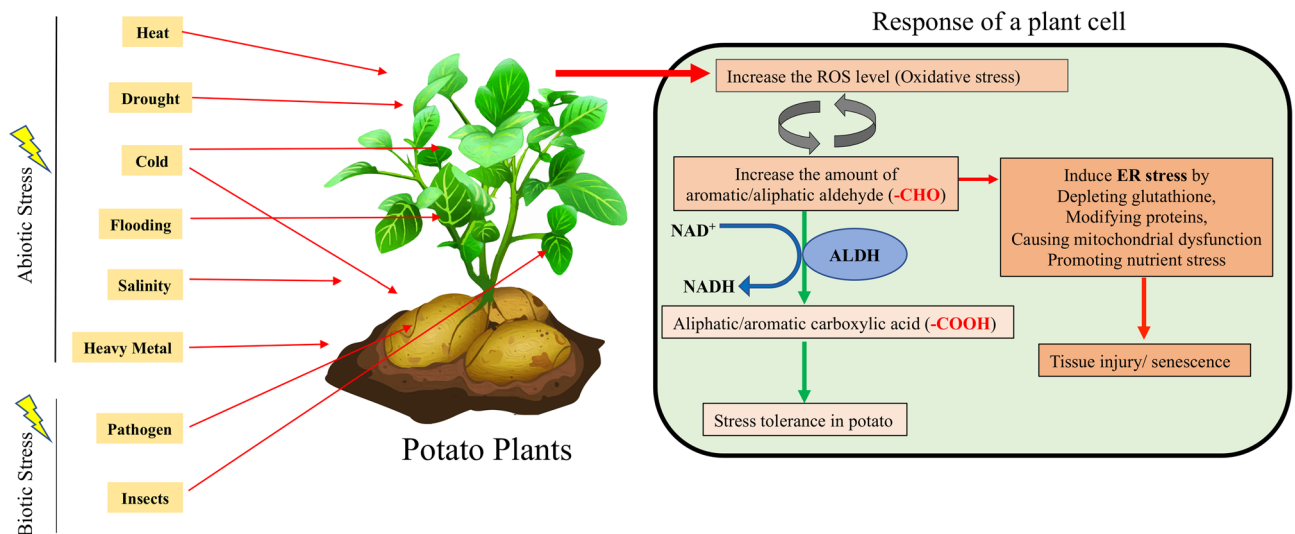 Abiotic Stress
Heat
Drought
Cold
Flooding
Salinity
Heavy Metal
Biotic Stress
Pathogen
Insects
Potato Plants
Response of a plant cell
Increase the ROS level (Oxidative stress)
Increase the amount of
aromatic/aliphatic aldehyde (-CHO)
NAD+
ALDH
NADH
Aliphatic/aromatic carboxylic acid (-COOH)
Stress tolerance in potato
Induce ER stress by
Depleting glutathione,
Modifying proteins,
Causing mitochondrial dysfunction
Promoting nutrient stress
Tissue injury/ senescence